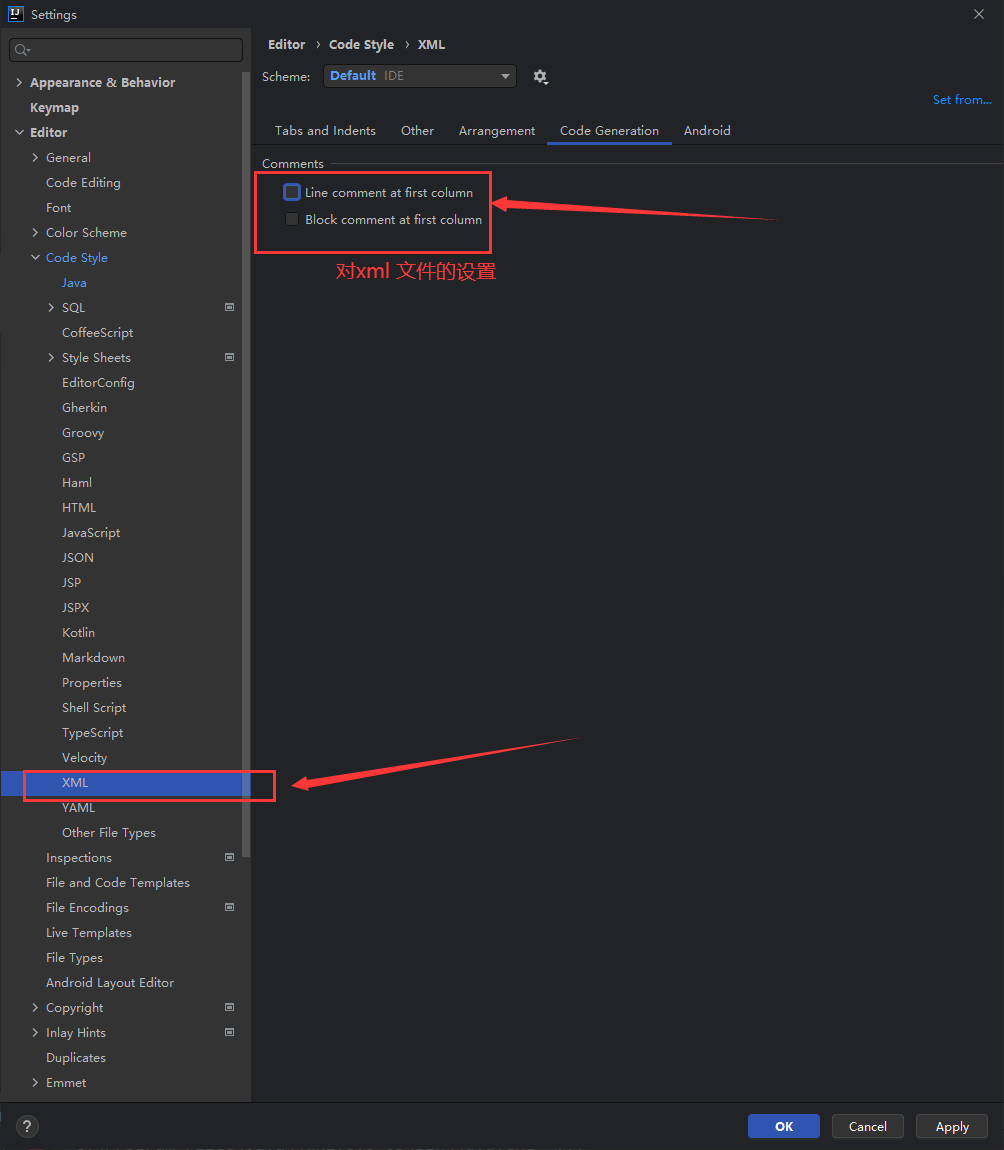 Settings
Appearance & Behavior
Keymap
Editor
General
Code Editing
Font
Color Scheme
Code Style
Java
SQL
CoffeeScript
Style Sheets
EditorConfig
Gherkin
Groovy
GSP
Haml
HTML
JavaScript
JSON
JSP
JSPX
Kotlin
Markdown
Properties
Shell Script
TypeScript
Velocity
XML
YAML
Other File Types
Inspections
File and Code Templates
File Encodings
Live Templates
File Types
Android Layout Editor
Copyright
Inlay Hints
Duplicates
Emmet
Editor › Code Style › XML
Scheme: Default IDE
Set from...
Tabs and Indents Other Arrangement Code Generation Android
Comments
Line comment at first column
Block comment at first column
对xml 文件的设置
? OK Cancel Apply